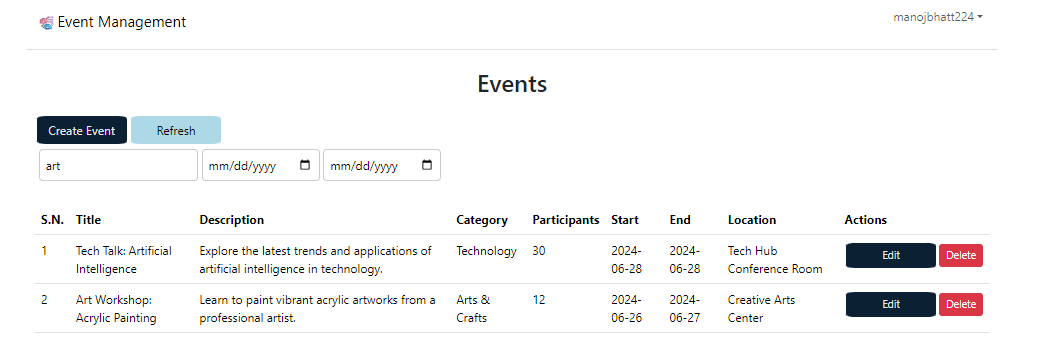 Event Management
manojbhatt224
Events
Create Event Refresh
art mm/dd/yyyy mm/dd/yyyy
S.N. Title Description Category Participants Start End Location Actions
1 Tech Talk: Artificial Explore the latest trends and applications of Technology 30 2024- 2024- Tech Hub Edit Delete
Intelligence artificial intelligence in technology. 06-28 06-28 Conference Room
2 Art Workshop: Learn to paint vibrant acrylic artworks from a Arts & 12 2024- 2024- Creative Arts Edit Delete
Acrylic Painting professional artist. Crafts 06-26 06-27 Center